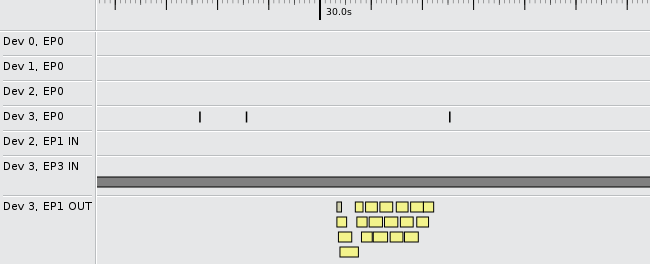 30.0s
Dev 0, EP0
Dev 1, EP0
Dev 2, EP0
Dev 3, EP0
Dev 2, EP1 IN
Dev 3, EP3 IN
Dev 3, EP1 OUT